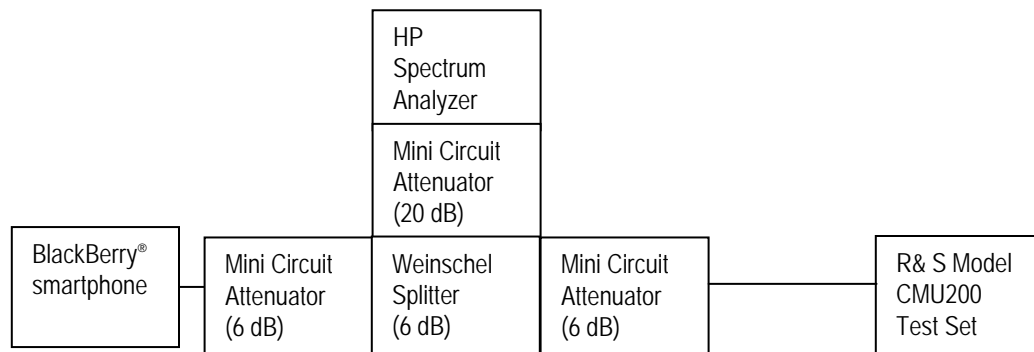 HP
Spectrum
Analyzer
Mini Circuit
Attenuator
(20 dB)
BlackBerry®
smartphone
Mini Circuit
Attenuator
(6 dB)
Weinschel
Splitter
(6 dB)
Mini Circuit
Attenuator
(6 dB)
R& S Model
CMU200
Test Set